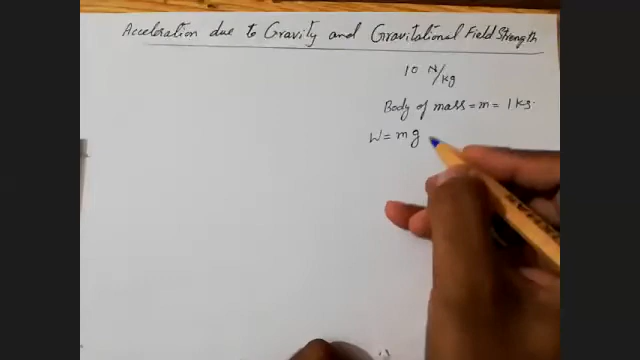 Acceleration due to Gravity and Gravitational Field Strength
10 N/kg
Body of mass = m = 1 kg.
W = mg